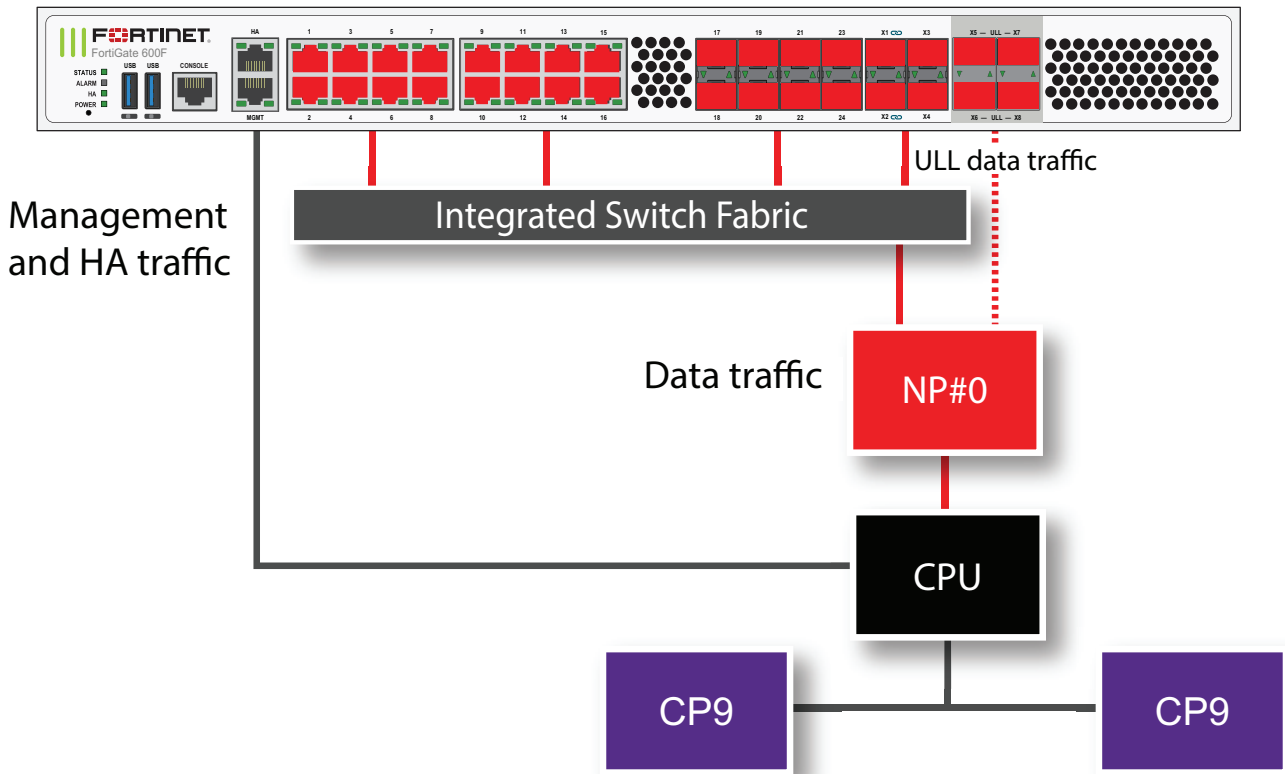 FORTINET
FortiGate 600F
STATUS
ALARM
HA
POWER
USB USB
CONSOLE
HA
MGMT
1 3 5 7
2 4 6 8
9 11 13 15
10 12 14 16
17 19 21 23
18 20 22 24
X1 X3
X2 X4
X5 — ULL — X7
X6 — ULL — X8
ULL data traffic
Management
and HA traffic
Integrated Switch Fabric
Data traffic
NP#0
CPU
CP9
CP9